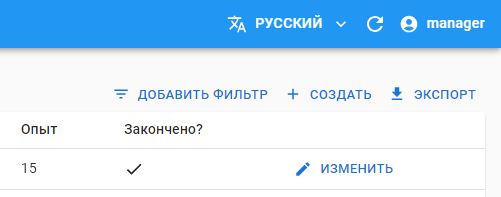 РУССКИЙ manager
ДОБАВИТЬ ФИЛЬТР СОЗДАТЬ ЭКСПОРТ
Опыт Закончено?
15 ИЗМЕНИТЬ